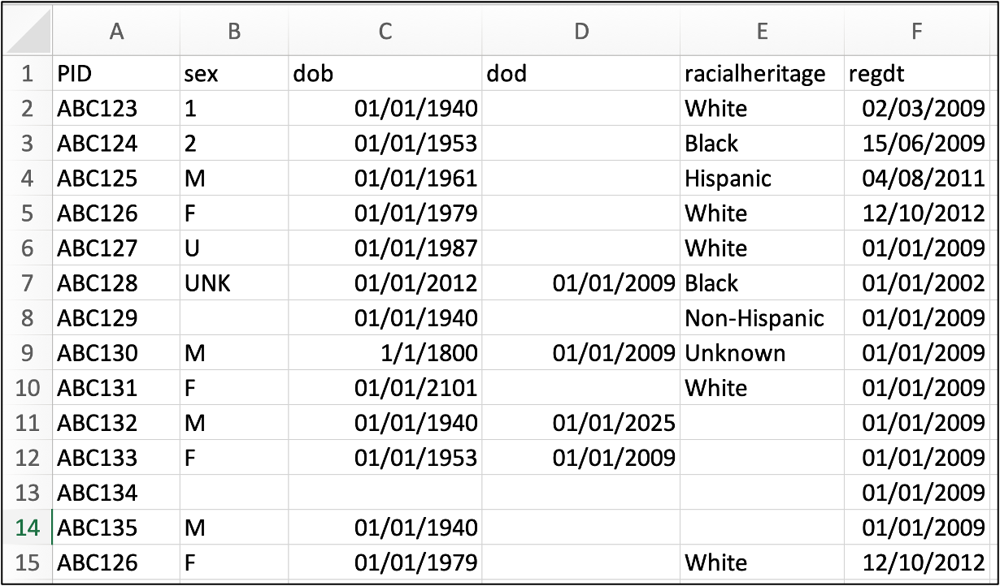 A B C D E F
1 PID sex dob dod racialheritage regdt
2 ABC123 1 01/01/1940 White 02/03/2009
3 ABC124 2 01/01/1953 Black 15/06/2009
4 ABC125 M 01/01/1961 Hispanic 04/08/2011
5 ABC126 F 01/01/1979 White 12/10/2012
6 ABC127 U 01/01/1987 White 01/01/2009
7 ABC128 UNK 01/01/2012 01/01/2009 Black 01/01/2002
8 ABC129 01/01/1940 Non-Hispanic 01/01/2009
9 ABC130 M 1/1/1800 01/01/2009 Unknown 01/01/2009
10 ABC131 F 01/01/2101 White 01/01/2009
11 ABC132 M 01/01/1940 01/01/2025 01/01/2009
12 ABC133 F 01/01/1953 01/01/2009 01/01/2009
13 ABC134 01/01/2009
14 ABC135 M 01/01/1940 01/01/2009
15 ABC126 F 01/01/1979 White 12/10/2012